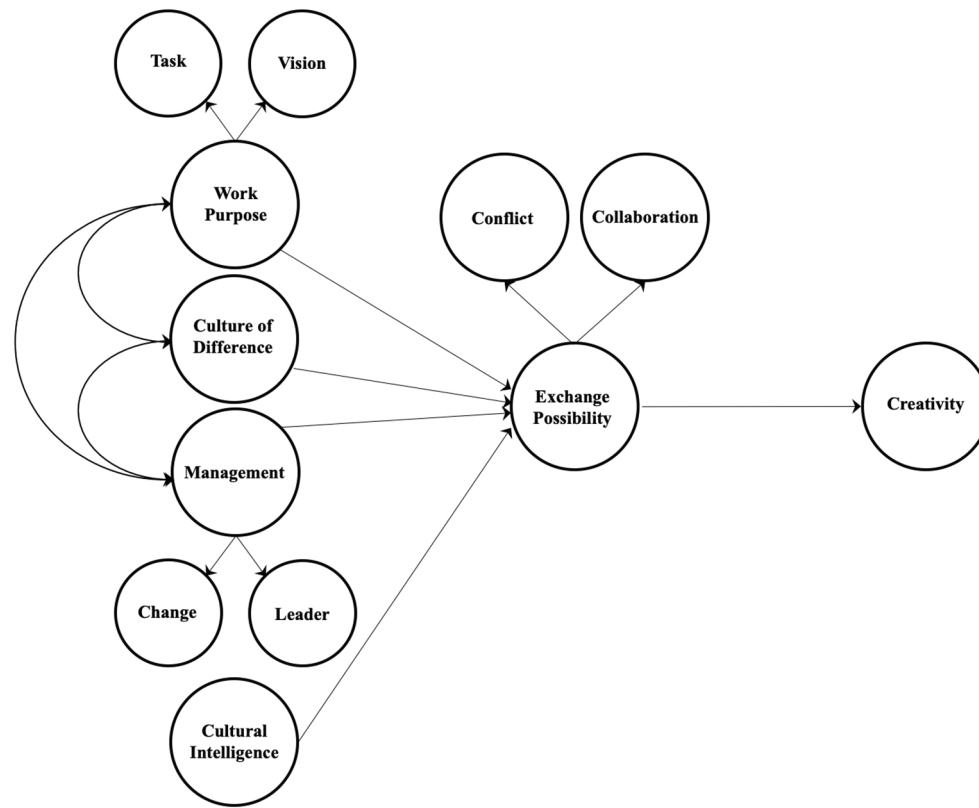 Task
Vision
Work
Purpose
Conflict
Collaboration
Culture of
Difference
Exchange
Possibility
Creativity
Management
Change
Leader
Cultural
Intelligence